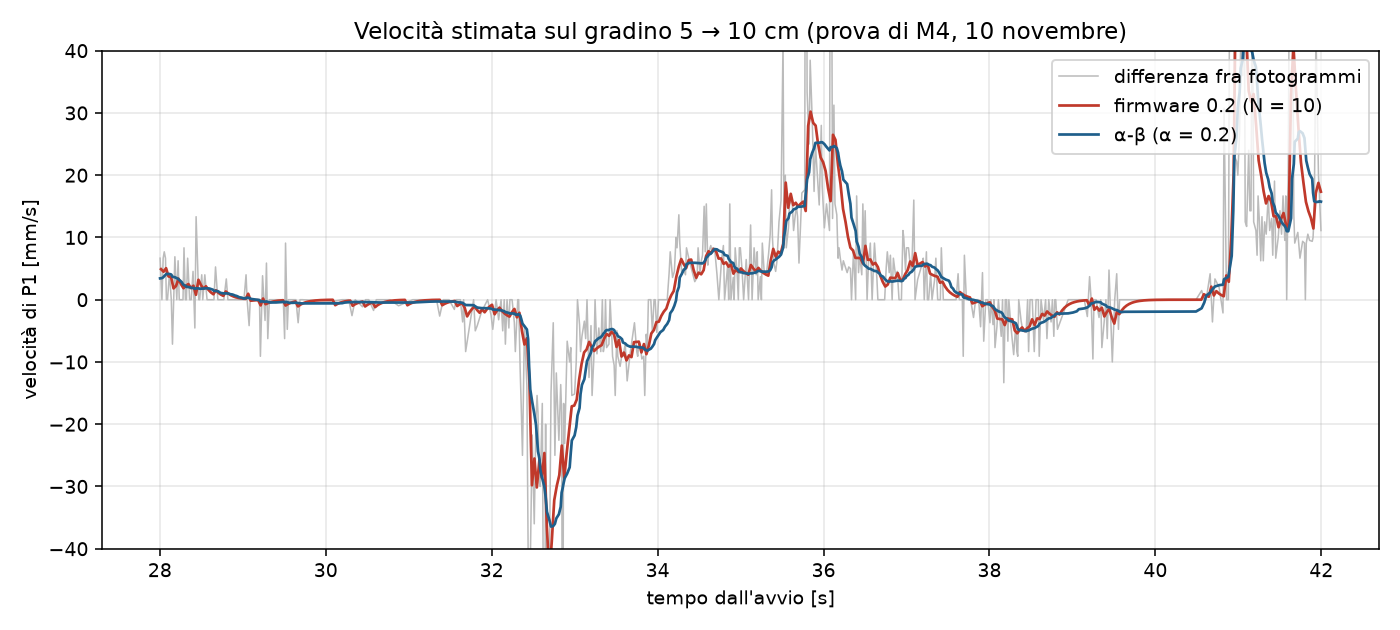 Velocità stimata sul gradino 5 → 10 cm (prova di M4, 10 novembre)
40
30
20
10
0
−10
−20
−30
−40
velocità di P1 [mm/s]
differenza fra fotogrammi
firmware 0.2 (N = 10)
α-β (α = 0.2)
28
30
32
34
36
38
40
42
tempo dall'avvio [s]